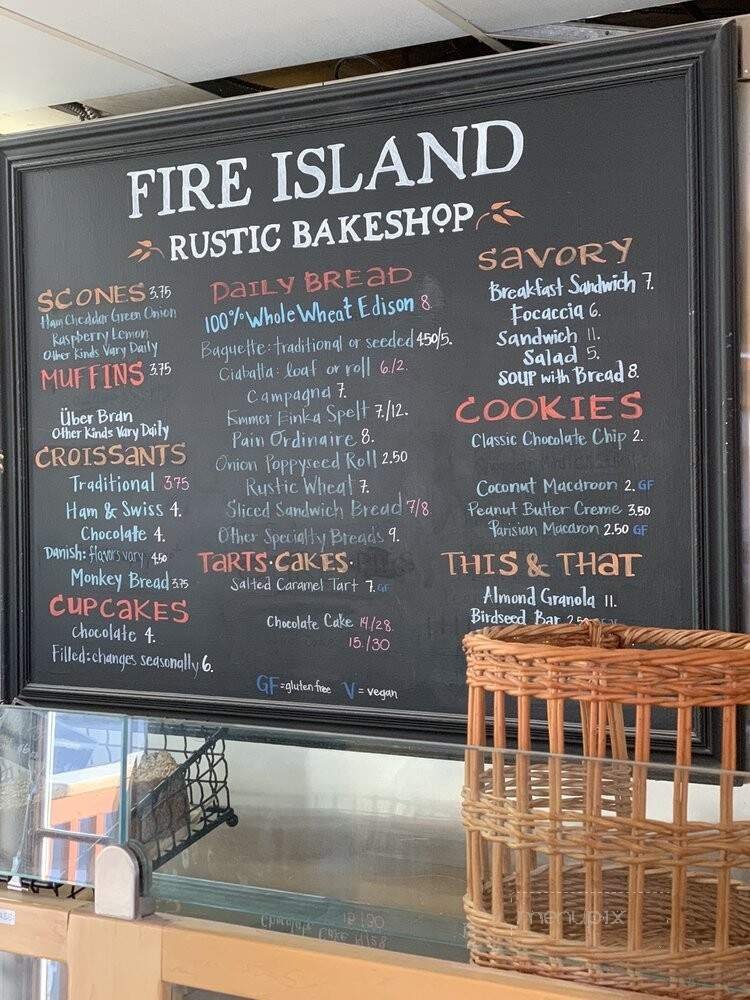 FIRE ISLAND
RUSTIC BAKESHOP
SCONES 3.75
Ham Cheddar Green Onion
Raspberry Lemon
Other Kinds Vary Daily
MUFFINS 3.75
Über Bran
Other Kinds Vary Daily
CROISSANTS
Traditional 3.75
Ham & Swiss 4.
Chocolate 4.
Danish: flavors vary 4.50
Monkey Bread 3.75
CUPCAKES
Chocolate 4.
Filled: changes seasonally 6.
DAILY BREAD
100% Whole Wheat Edison 8.
Baguette: traditional or seeded 4.50/5.
Ciabatta: loaf or roll 6./2.
Campagna 7.
Emmer Einka Spelt 7./12.
Pain Ordinaire 8.
Onion Poppyseed Roll 2.50
Rustic Wheat 7.
Sliced Sandwich Bread 7/8
Other Specialty Breads 9.
TARTS·CAKES·
Salted Caramel Tart 7. GF
Chocolate Cake 14/28.
15./30
GF = gluten free V = vegan
SAVORY
Breakfast Sandwich 7.
Focaccia 6.
Sandwich 11.
Salad 5.
Soup with Bread 8.
COOKIES
Classic Chocolate Chip 2.
Coconut Macaroon 2. GF
Peanut Butter Creme 3.50
Parisian Macaron 2.50 GF
THIS & THAT
Almond Granola 11.
Birdseed Bar 2.50
menupix